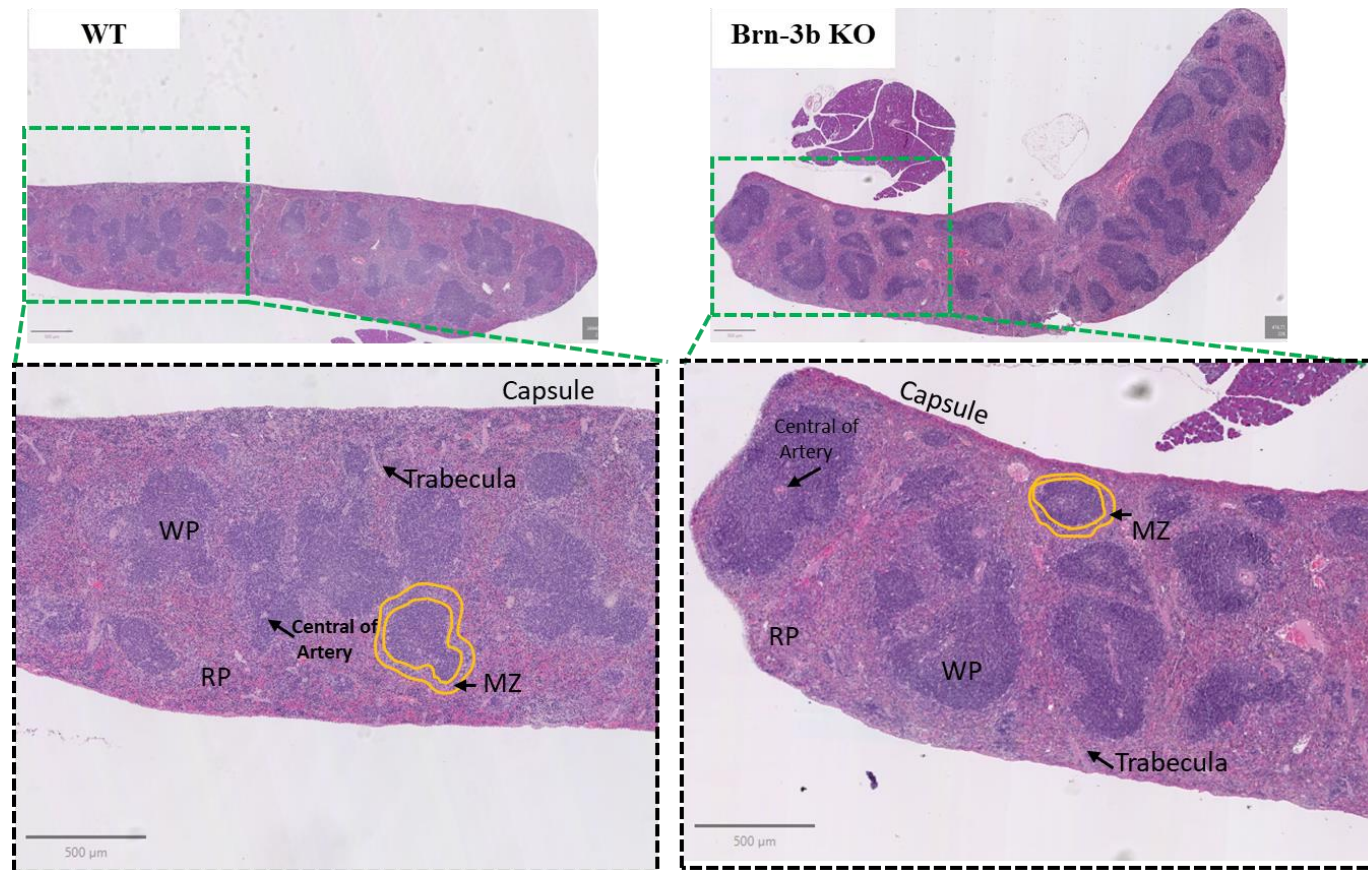 WT
Brn-3b KO
Capsule
Trabecula
WP
Central of
Artery
RP
MZ
500 µm
Capsule
Central of
Artery
MZ
RP
WP
Trabecula
500 µm